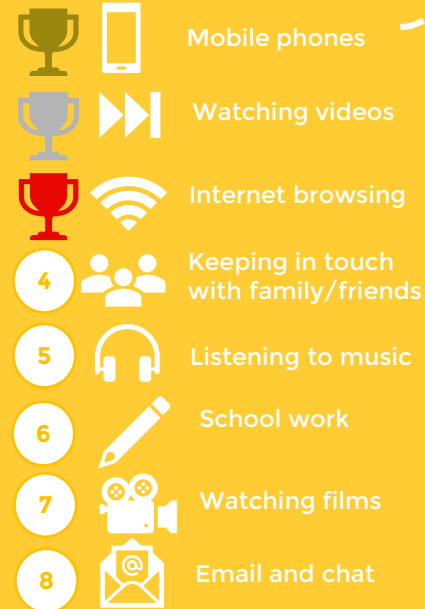 Mobile phones
Watching videos
Internet browsing
4 Keeping in touch
with family/friends
5 Listening to music
6 School work
7 Watching films
@
8 Email and chat